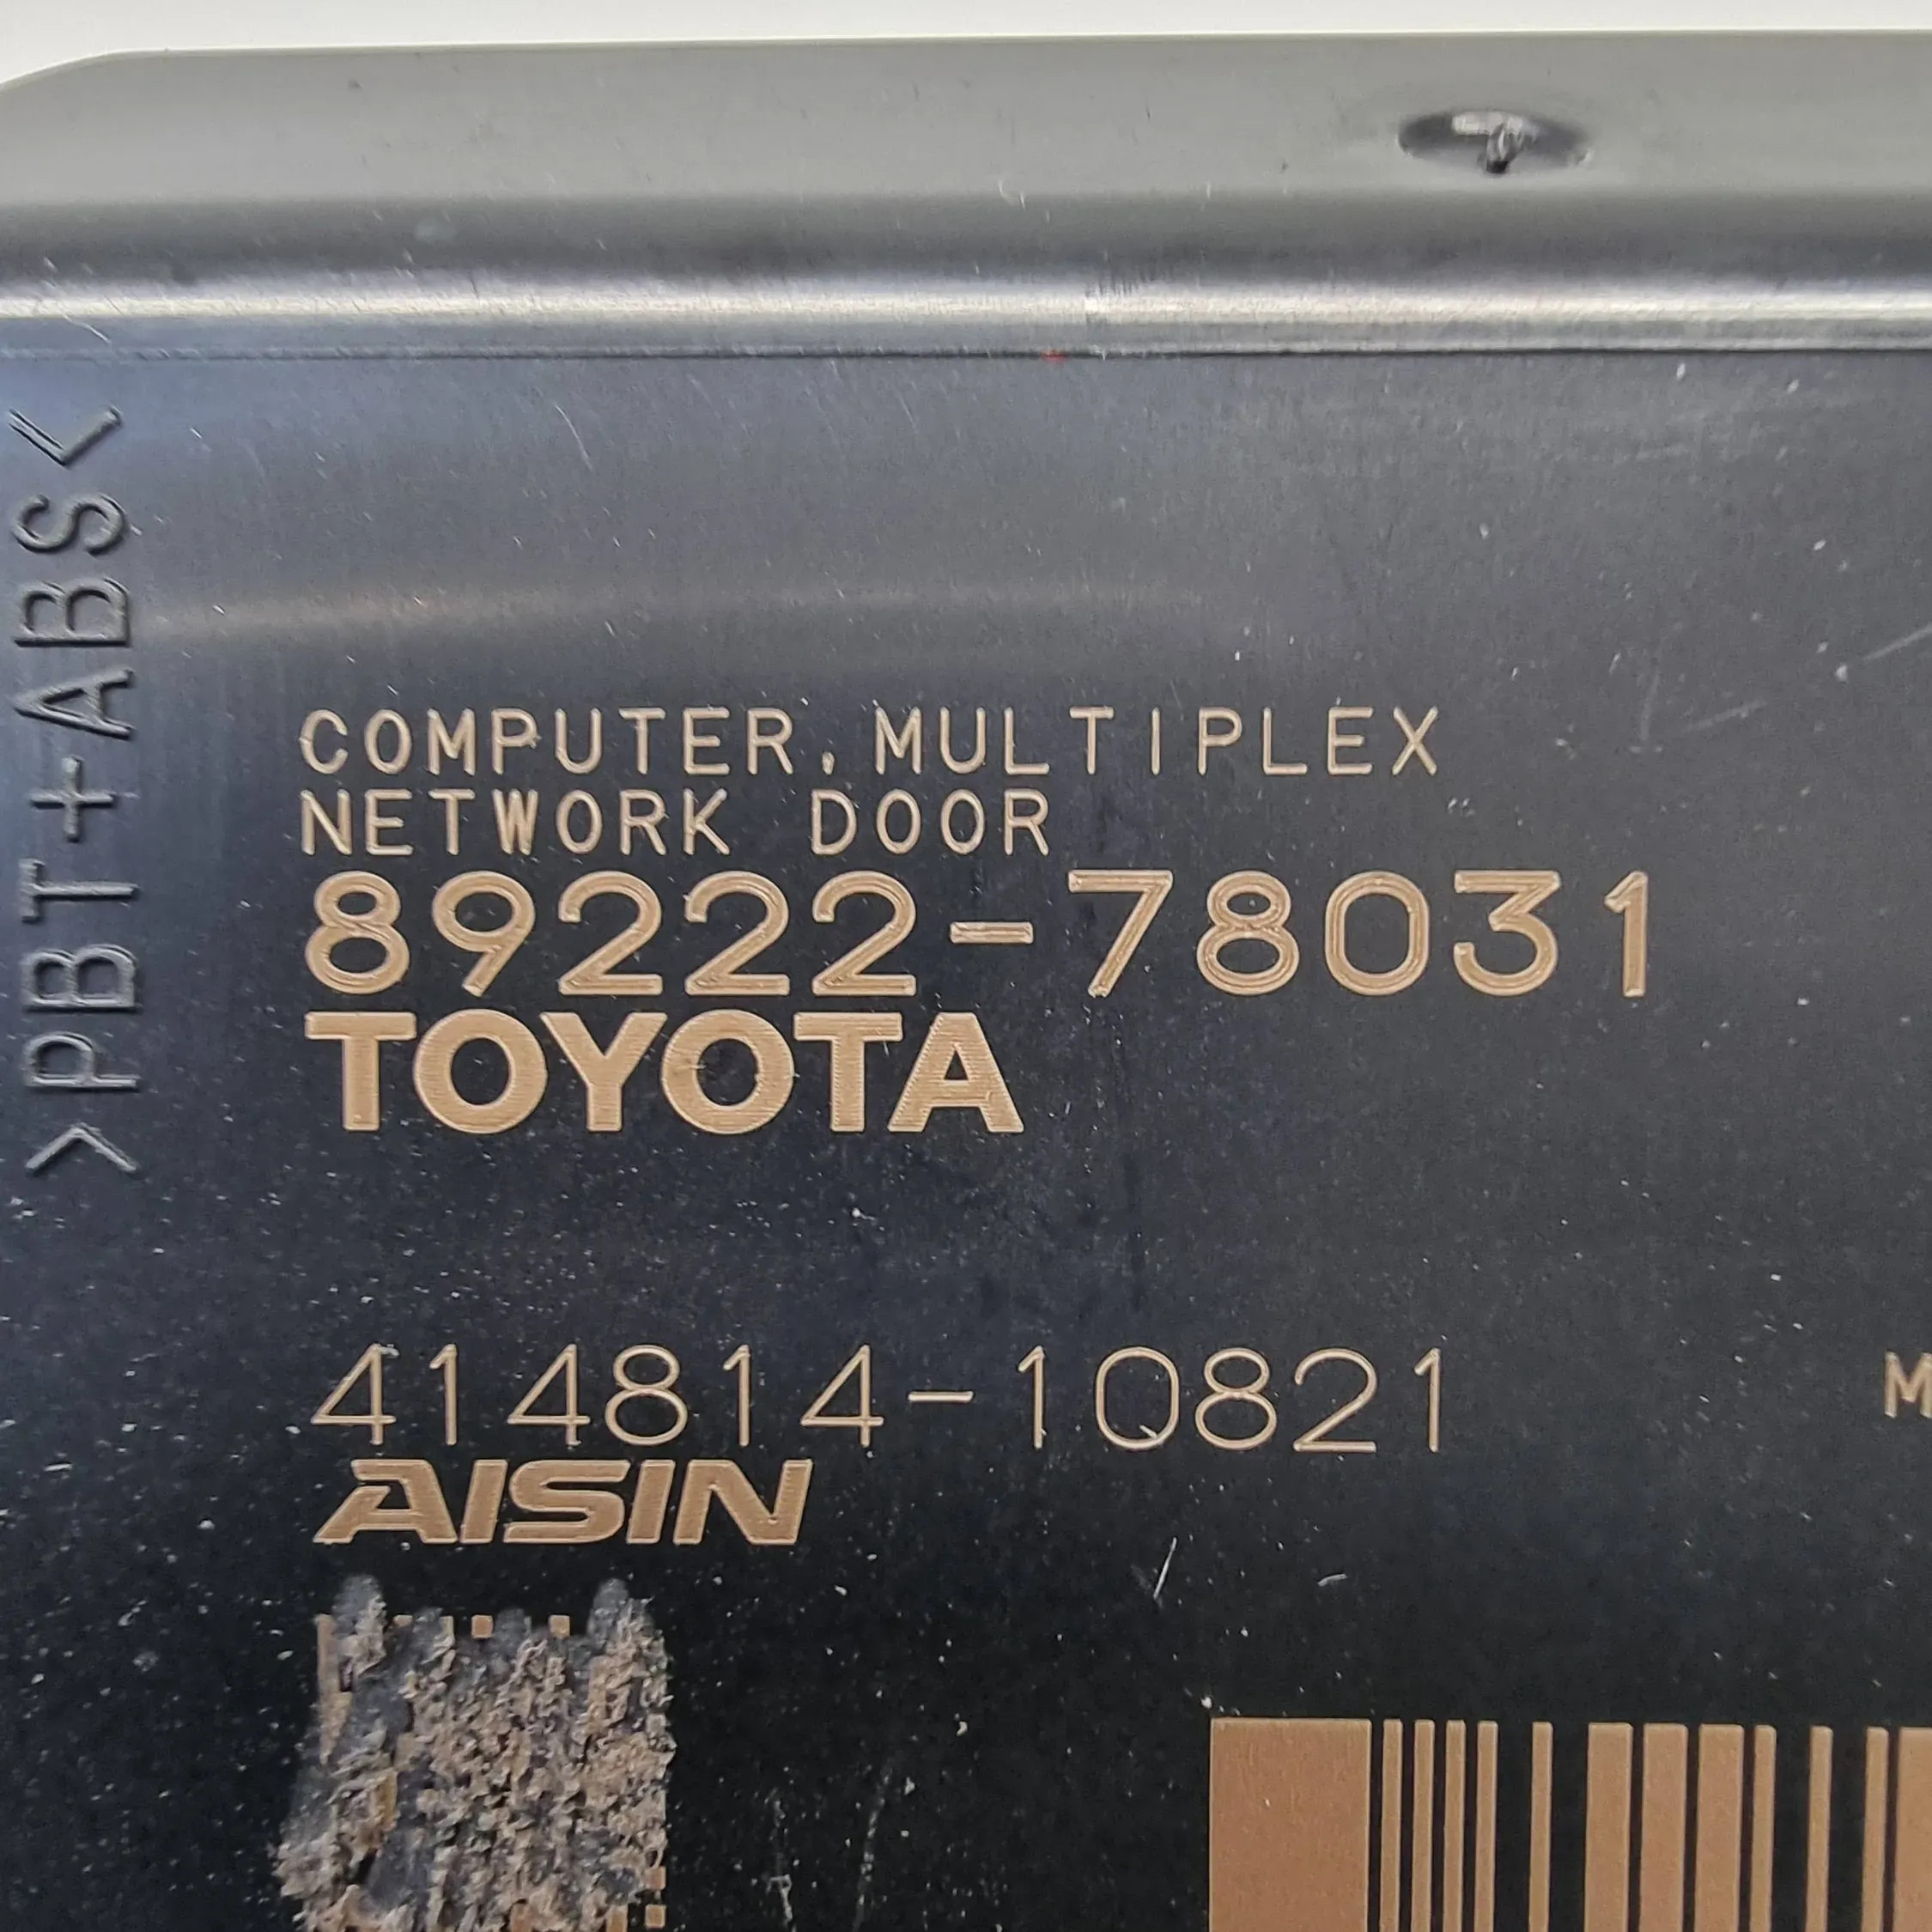 >PBT+ABS<
COMPUTER, MULTIPLEX
NETWORK DOOR
89222-78031
TOYOTA
414814-10821
M
AISIN